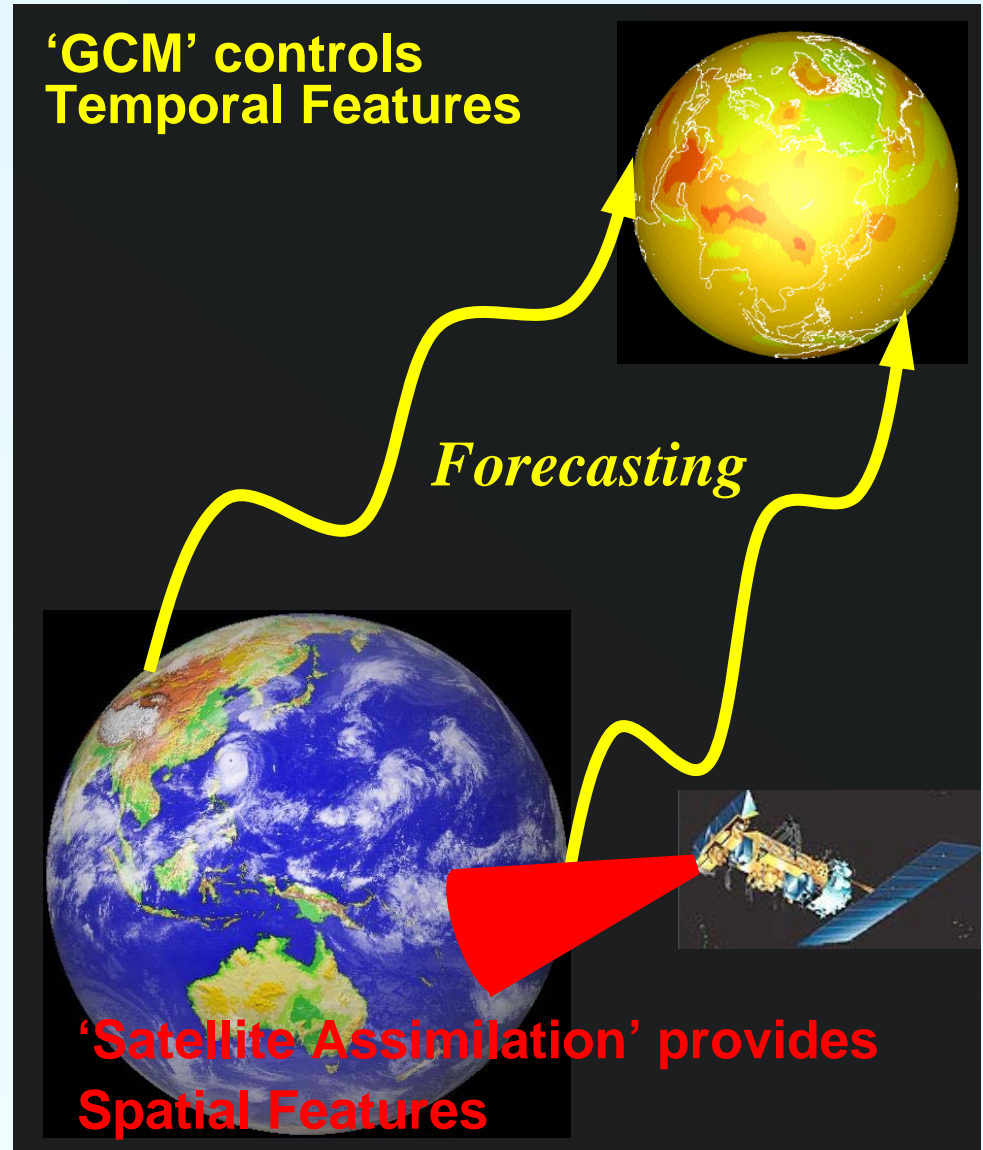 ‘GCM’ controls
Temporal Features
Forecasting
‘Satellite Assimilation’ provides
Spatial Features